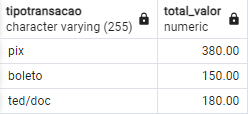 tipotransacao total_valor
character varying (255) numeric
pix 380.00
boleto 150.00
ted/doc 180.00